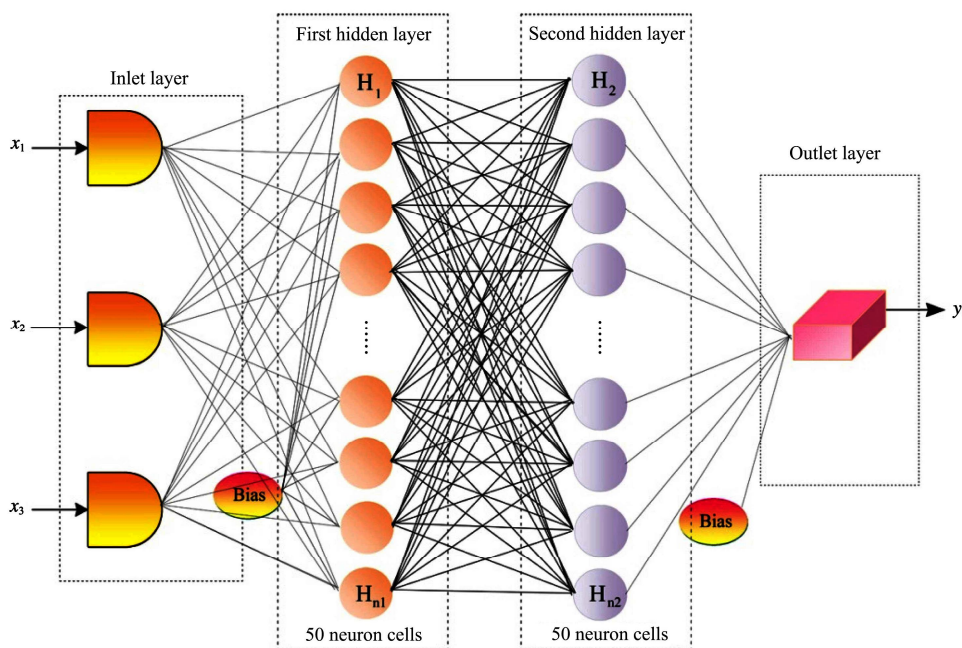 First hidden layer
Second hidden layer
Inlet layer
H1
H2
x1
Outlet layer
x2
y
x3
Bias
Bias
Hn1
Hn2
50 neuron cells
50 neuron cells